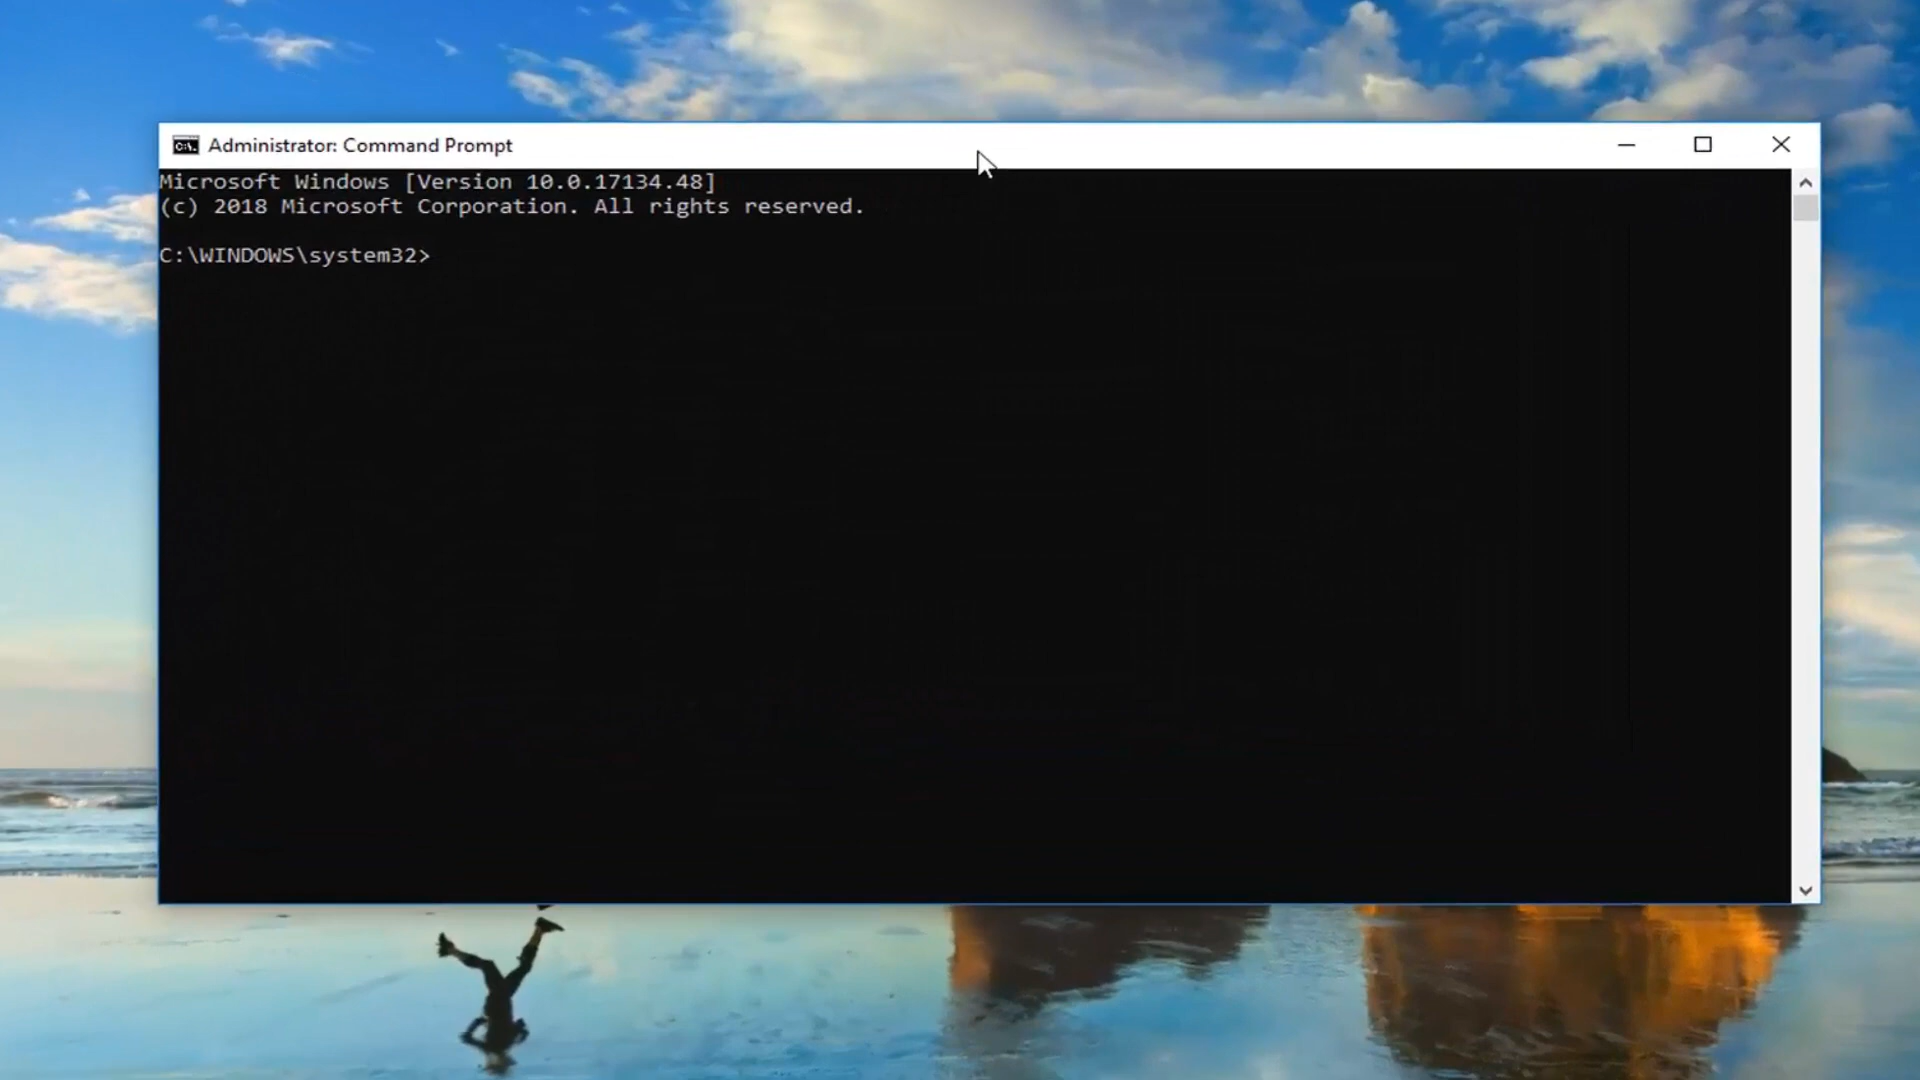 Administrator: Command Prompt
Microsoft Windows [Version 10.0.17134.48]
(c) 2018 Microsoft Corporation. All rights reserved.
C:\WINDOWS\system32>